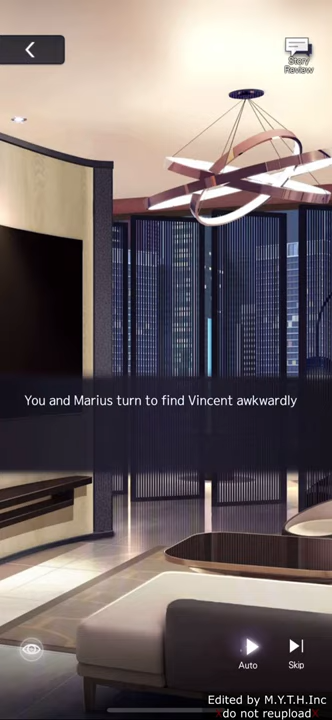 Story
Review
You and Marius turn to find Vincent awkwardly
Auto
Skip
Edited by M.Y.T.H.Inc
do not reupload